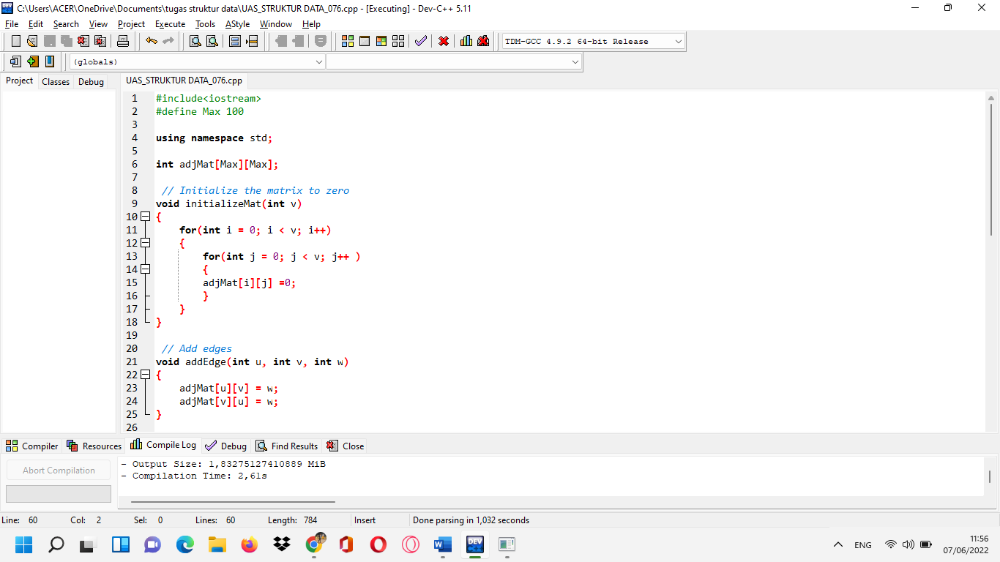 C:\Users\ACER\OneDrive\Documents\tugas struktur data\UAS_STRUKTUR DATA_076.cpp - [Executing] - Dev-C++ 5.11
File Edit Search View Project Execute Tools AStyle Window Help
TDM-GCC 4.9.2 64-bit Release
(globals)
Project Classes Debug UAS_STRUKTUR DATA_076.cpp
1 #include<iostream>
2 #define Max 100
3
4 using namespace std;
5
6 int adjMat[Max][Max];
7
8 // Initialize the matrix to zero
9 void initializeMat(int v)
10 {
11 for(int i = 0; i < v; i++)
12 {
13 for(int j = 0; j < v; j++ )
14 {
15 adjMat[i][j] =0;
16 }
17 }
18 }
19
20 // Add edges
21 void addEdge(int u, int v, int w)
22 {
23 adjMat[u][v] = w;
24 adjMat[v][u] = w;
25 }
26
Compiler Resources Compile Log Debug Find Results Close
Abort Compilation
- Output Size: 1,83275127410889 MiB
- Compilation Time: 2,61s
Line: 60 Col: 2 Sel: 0 Lines: 60 Length: 784 Insert Done parsing in 1,032 seconds
ENG
11:56
07/06/2022